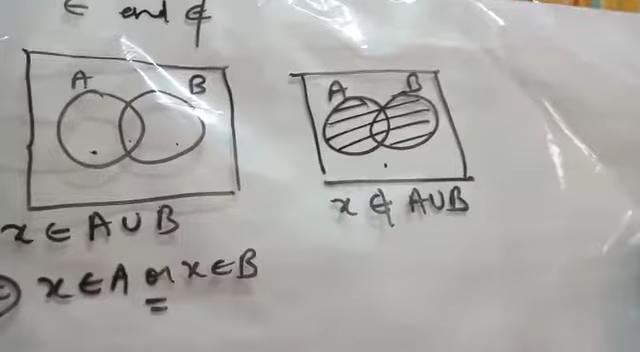 ∈ and ∉
A B
A B
x ∈ A ∪ B
x ∉ A ∪ B
x ∈ A or x ∈ B